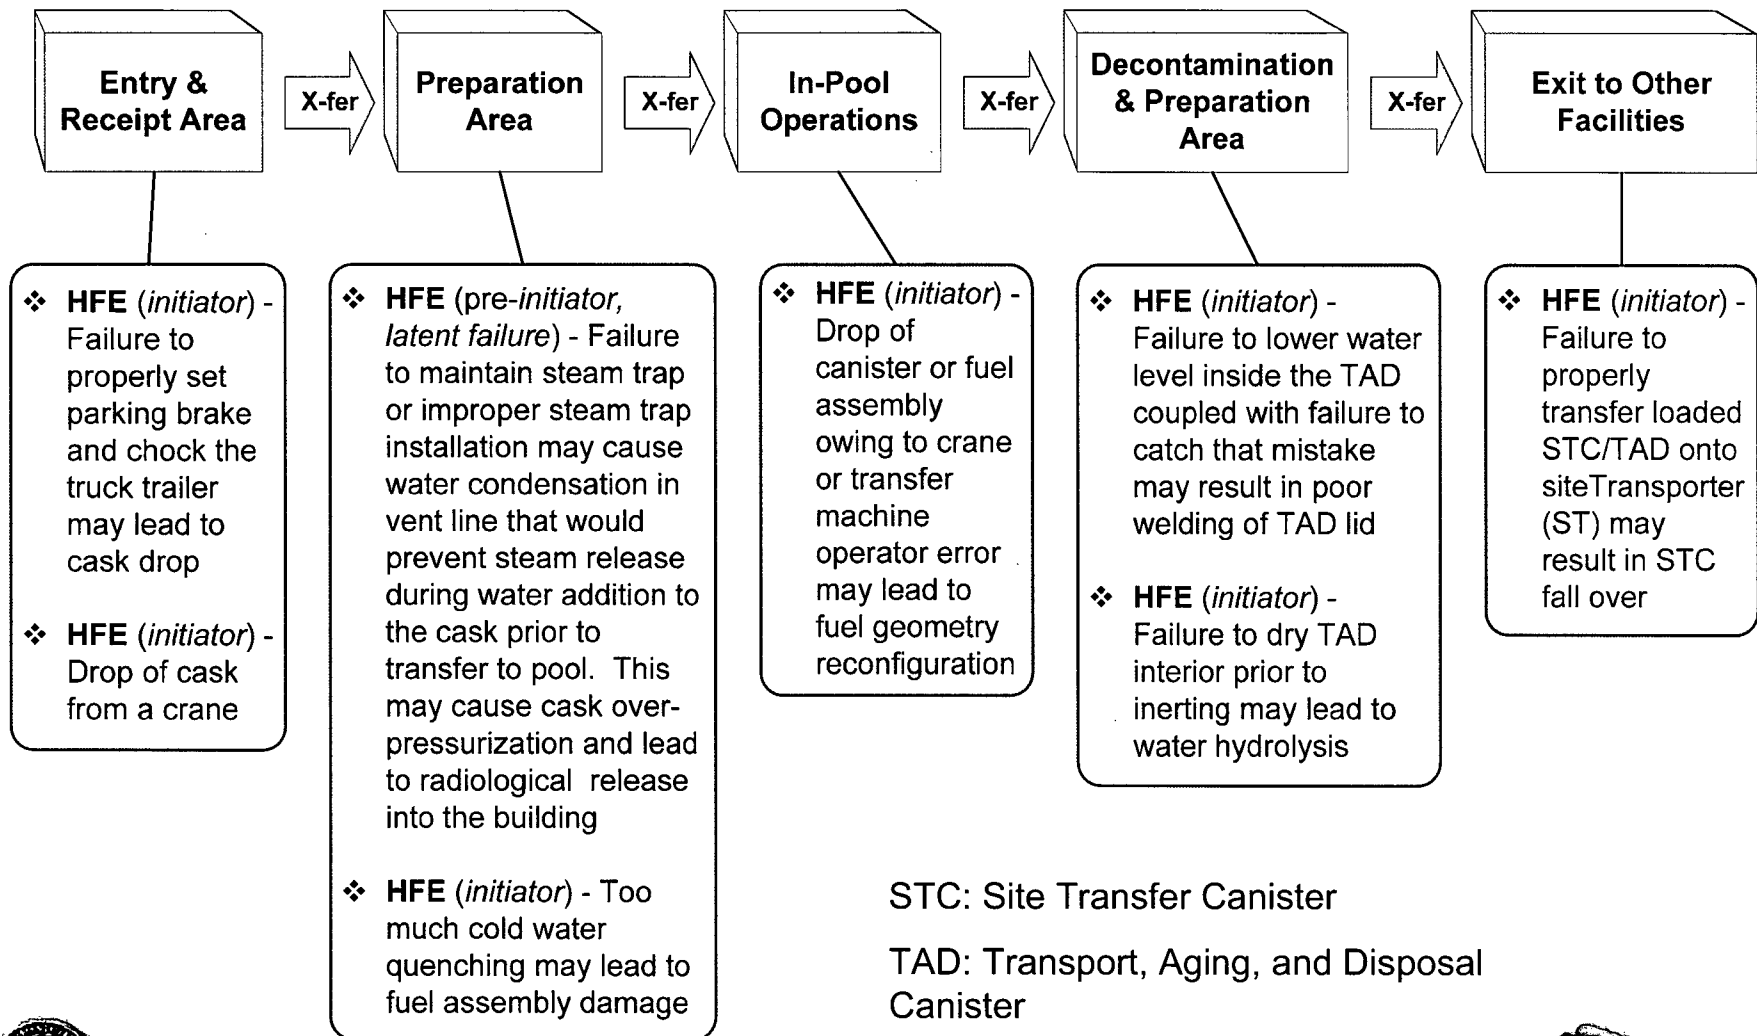 Entry &
Receipt Area
X-fer
Preparation
Area
X-fer
In-Pool
Operations
X-fer
Decontamination
& Preparation
Area
X-fer
Exit to Other
Facilities
❖ HFE (initiator) -
Failure to
properly set
parking brake
and chock the
truck trailer
may lead to
cask drop
❖ HFE (initiator) -
Drop of cask
from a crane
❖ HFE (pre-initiator,
latent failure) - Failure
to maintain steam trap
or improper steam trap
installation may cause
water condensation in
vent line that would
prevent steam release
during water addition to
the cask prior to
transfer to pool. This
may cause cask over-
pressurization and lead
to radiological release
into the building
❖ HFE (initiator) - Too
much cold water
quenching may lead to
fuel assembly damage
❖ HFE (initiator) -
Drop of
canister or fuel
assembly
owing to crane
or transfer
machine
operator error
may lead to
fuel geometry
reconfiguration
❖ HFE (initiator) -
Failure to lower water
level inside the TAD
coupled with failure to
catch that mistake
may result in poor
welding of TAD lid
❖ HFE (initiator) -
Failure to dry TAD
interior prior to
inerting may lead to
water hydrolysis
❖ HFE (initiator) -
Failure to
properly
transfer loaded
STC/TAD onto
siteTransporter
(ST) may
result in STC
fall over
STC: Site Transfer Canister
TAD: Transport, Aging, and Disposal
Canister